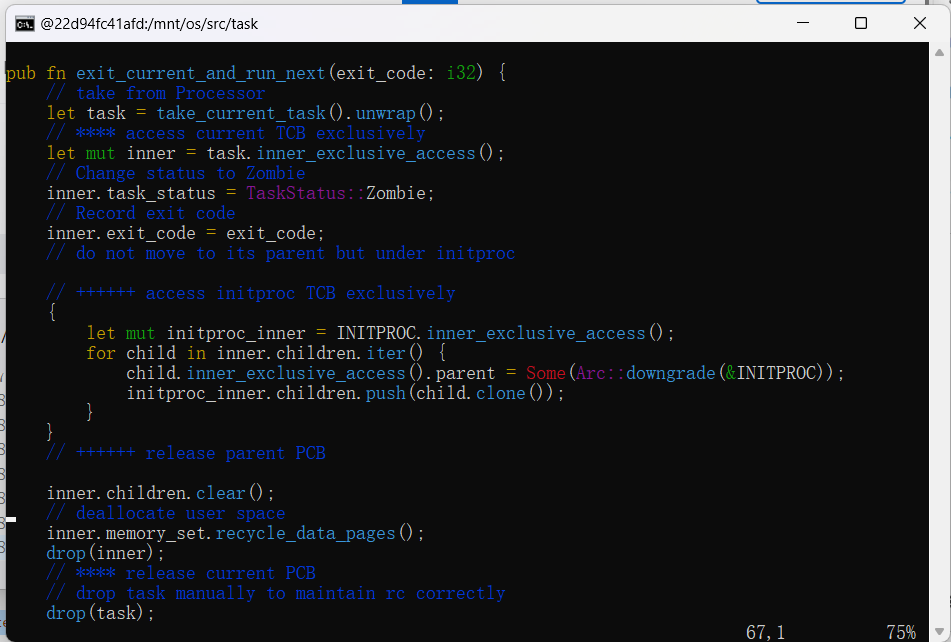 @22d94fc41afd:/mnt/os/src/task
pub fn exit_current_and_run_next(exit_code: i32) {
    // take from Processor
    let task = take_current_task().unwrap();
    // **** access current TCB exclusively
    let mut inner = task.inner_exclusive_access();
    // Change status to Zombie
    inner.task_status = TaskStatus::Zombie;
    // Record exit code
    inner.exit_code = exit_code;
    // do not move to its parent but under initproc
    // ++++++ access initproc TCB exclusively
    {
        let mut initproc_inner = INITPROC.inner_exclusive_access();
        for child in inner.children.iter() {
            child.inner_exclusive_access().parent = Some(Arc::downgrade(&INITPROC));
            initproc_inner.children.push(child.clone());
        }
    }
    // ++++++ release parent PCB
    inner.children.clear();
    // deallocate user space
    inner.memory_set.recycle_data_pages();
    drop(inner);
    // **** release current PCB
    // drop task manually to maintain rc correctly
    drop(task);
67,1 75%